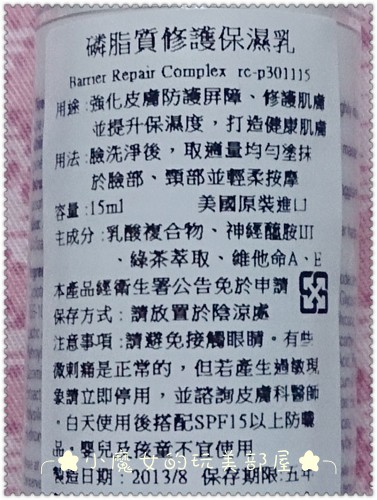 磷脂質修護保濕乳
Barrier Repair Complex rc-p301115
用途:強化皮膚防護屏障、修護肌膚
並提升保濕度,打造健康肌膚
用法:臉洗淨後,取適量均勻塗抹
於臉部、頸部並輕柔按摩
容量:15ml 美國原裝進口
主成分:乳酸複合物、神經醯胺III
、綠茶萃取、維他命A、E
本產品經衛生署公告免於申請
保存方式:請放置於陰涼處
注意事項:請避免接觸眼睛。有些
微刺痛是正常的,但若產生過敏現
象請立即停用,並諮詢皮膚科醫師
。白天使用後搭配SPF15以上防曬
品,嬰兒及孩童不宜使用
小魔女的玩美部屋
製造日期:2013/8 保存期限:五年